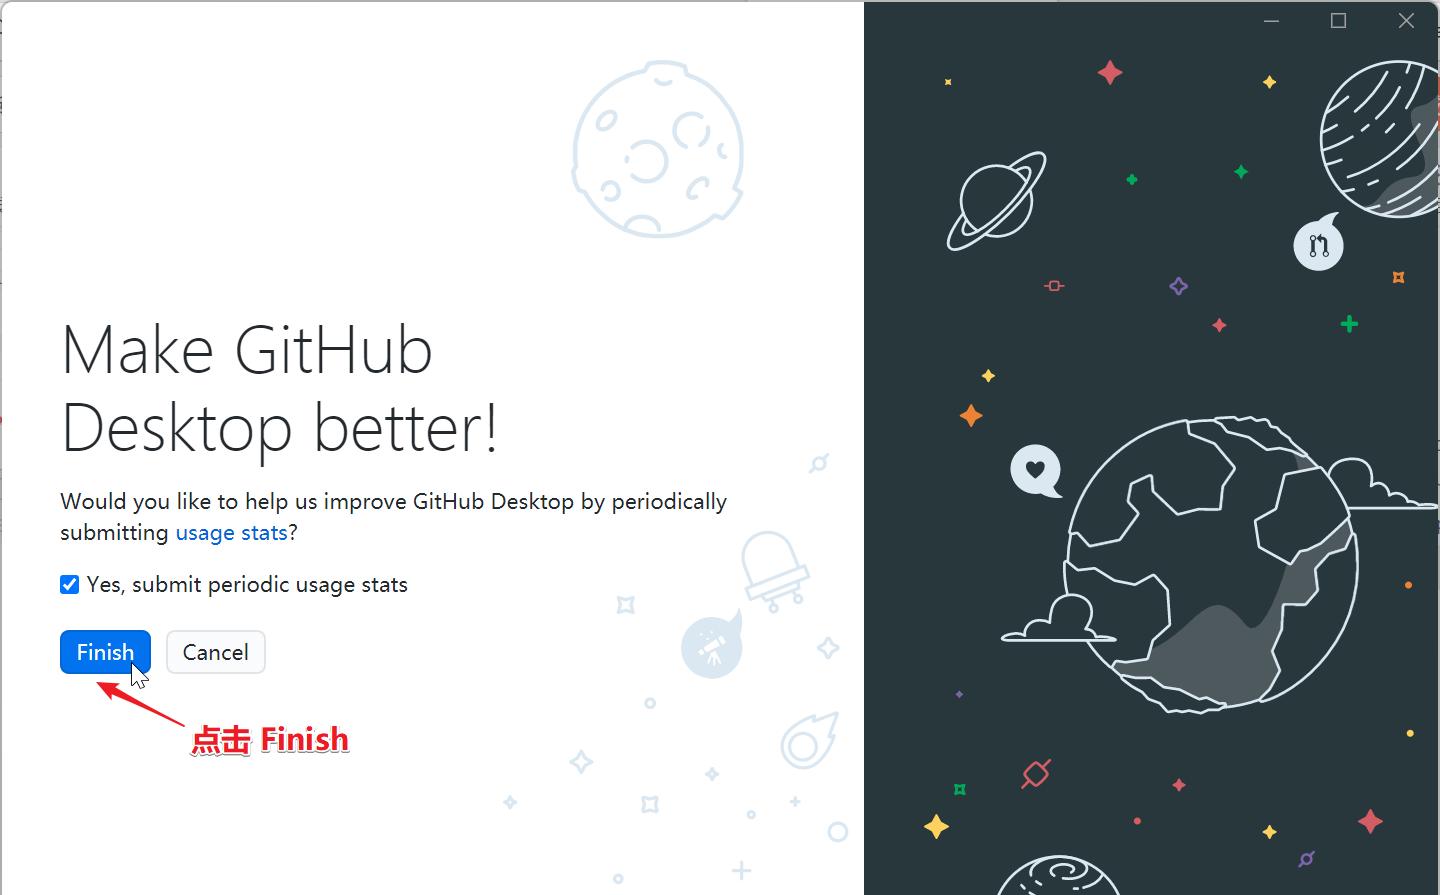 Make GitHub
Desktop better!
Would you like to help us improve GitHub Desktop by periodically
submitting usage stats?
Yes, submit periodic usage stats
Finish
Cancel
点击 Finish